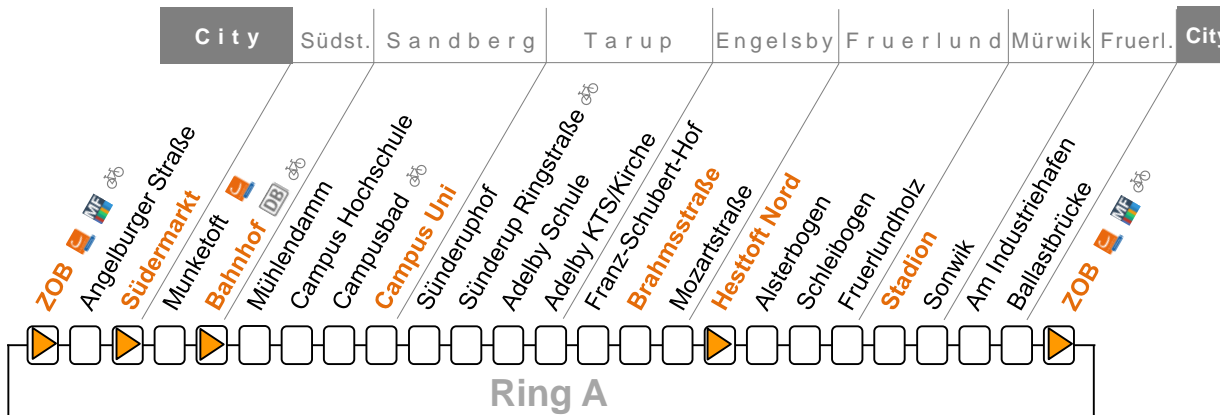 City
Südst.
Sandberg
Tarup
Engelsby
Fruerlund
Mürwik
Fruerl.
City
ZOB
MF
Angelburger Straße
Südermarkt
Munketoft
Bahnhof
DB
Mühlendamm
Campus Hochschule
Campusbad
Campus Uni
Sünderuphof
Sünderup Ringstraße
Adelby Schule
Adelby KTS/Kirche
Franz-Schubert-Hof
Brahmsstraße
Mozartstraße
Hesttoft Nord
Alsterbogen
Schleibogen
Fruerlundholz
Stadion
Sonwik
Am Industriehafen
Ballastbrücke
ZOB
MF
Ring A